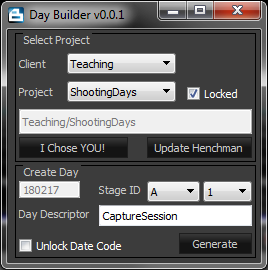 Day Builder v0.0.1
Select Project
Client Teaching
Project ShootingDays Locked
Teaching/ShootingDays
I Chose YOU! Update Henchman
Create Day
180217 Stage ID A 1
Day Descriptor CaptureSession
Unlock Date Code Generate